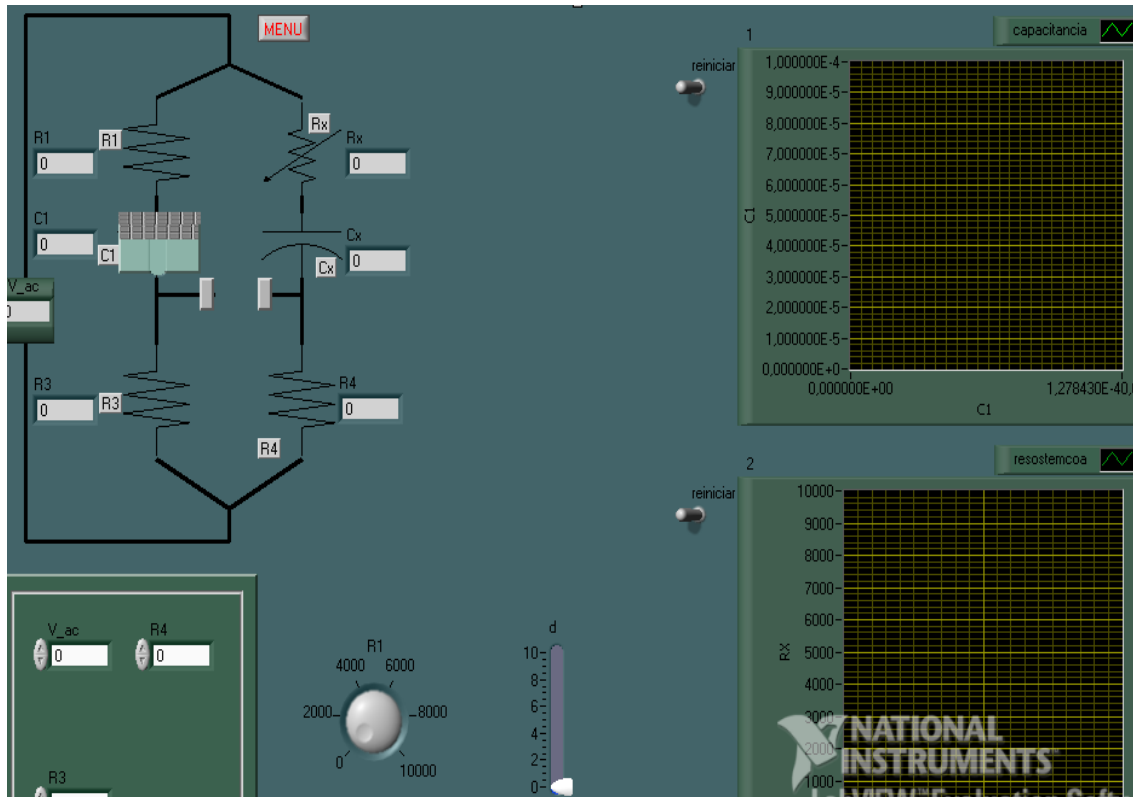 MENU
R1
0
R1
Rx
Rx
0
C1
0
C1
Cx
0
Cx
V_ac
R3
0
R3
R4
0
R4
1
capacitancia
reiniciar
1,000000E-4
9,000000E-5
8,000000E-5
7,000000E-5
6,000000E-5
5,000000E-5
4,000000E-5
3,000000E-5
2,000000E-5
1,000000E-5
0,000000E+0
C1
0,000000E+00
1,278430E-40,
C1
2
resostemcoa
reiniciar
10000
9000
8000
7000
6000
5000
4000
3000
2000
1000
RX
NATIONAL
INSTRUMENTS™
V_ac
0
R4
0
R3
R1
0
2000
4000
6000
8000
10000
d
10
8
6
4
2
0